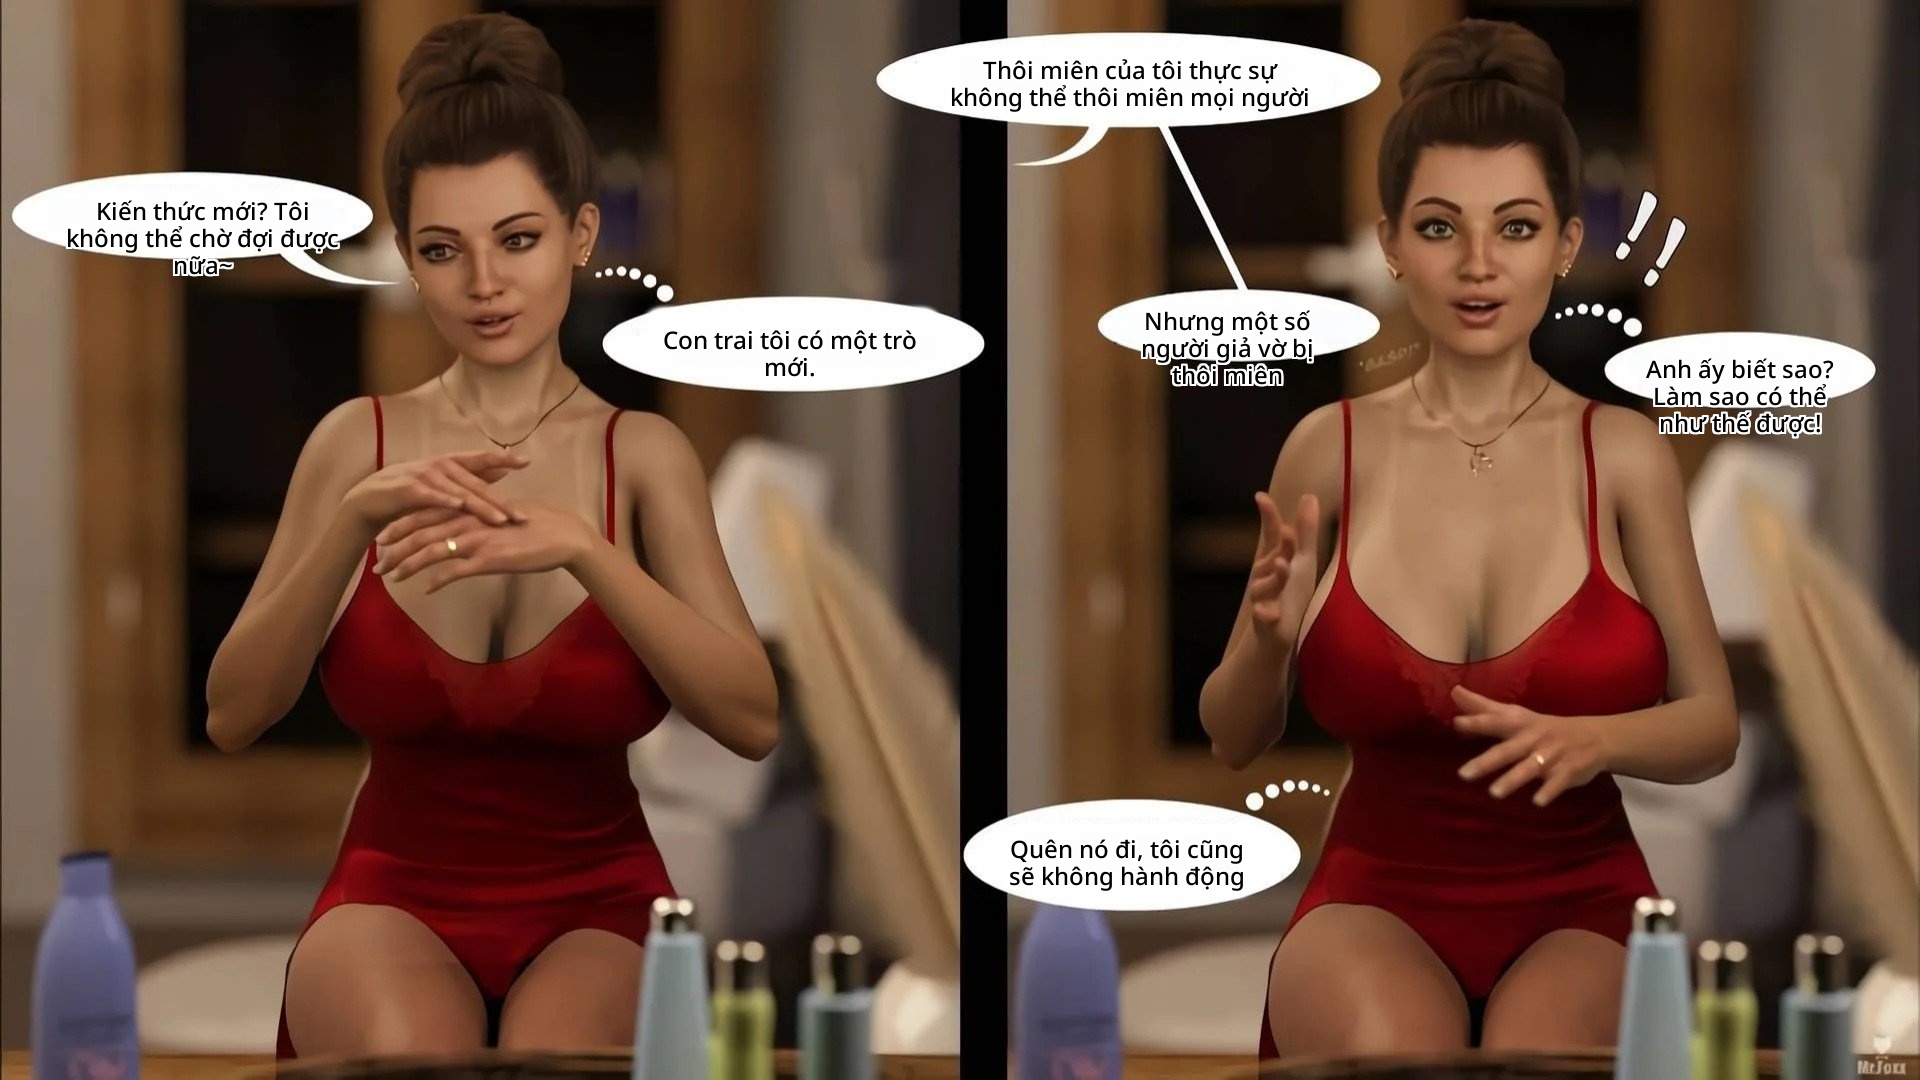 Kiến thức mới? Tôi
không thể chờ đợi được
nữa~
Con trai tôi có một trò
mới.
Thôi miên của tôi thực sự
không thể thôi miên mọi người
Nhưng một số
người giả vờ bị
thôi miên
!!
Anh ấy biết sao?
Làm sao có thể
như thế được!
Quên nó đi, tôi cũng
sẽ không hành động